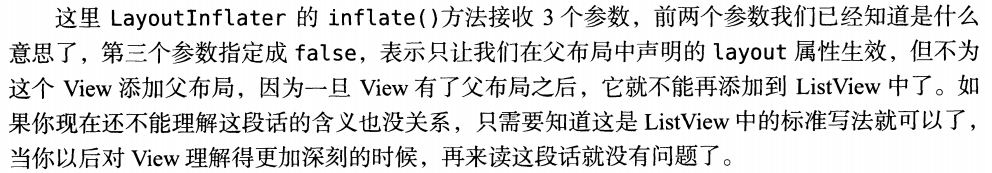 这里 LayoutInflater 的 inflate()方法接收 3 个参数，前两个参数我们已经知道是什么
意思了，第三个参数指定成 false，表示只让我们在父布局中声明的 layout 属性生效，但不为
这个 View 添加父布局，因为一旦 View 有了父布局之后，它就不能再添加到 ListView 中了。如
果你现在还不能理解这段话的含义也没关系，只需要知道这是 ListView 中的标准写法就可以了，
当你以后对 View 理解得更加深刻的时候，再来读这段话就没有问题了。